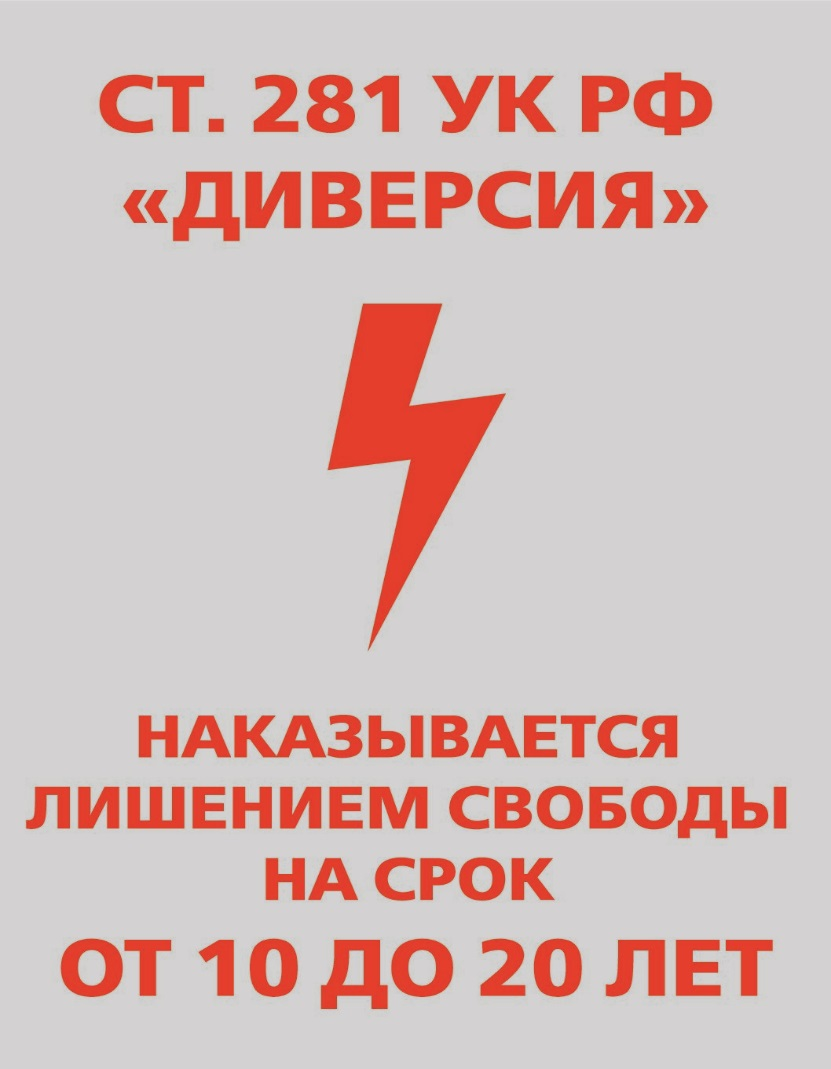 СТ. 281 УК РФ
«ДИВЕРСИЯ»
НАКАЗЫВАЕТСЯ
ЛИШЕНИЕМ СВОБОДЫ
НА СРОК
ОТ 10 ДО 20 ЛЕТ